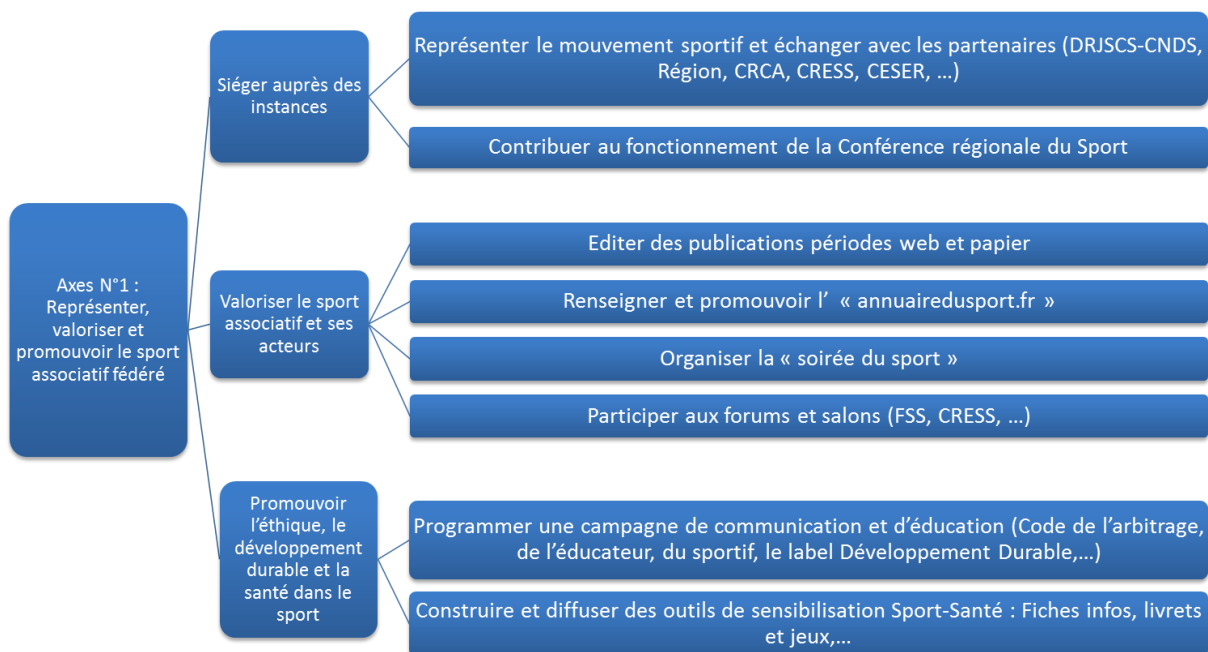 Axes N°1 :
Représenter,
valoriser et
promouvoir le sport
associatif fédéré
Siéger auprès des
instances
Représenter le mouvement sportif et échanger avec les partenaires (DRJSCS-CNDS,
Région, CRCA, CRESS, CESER, …)
Contribuer au fonctionnement de la Conférence régionale du Sport
Valoriser le sport
associatif et ses
acteurs
Editer des publications périodes web et papier
Renseigner et promouvoir l’ « annuairedusport.fr »
Organiser la « soirée du sport »
Participer aux forums et salons (FSS, CRESS, …)
Promouvoir
l’éthique, le
développement
durable et la
santé dans le
sport
Programmer une campagne de communication et d’éducation (Code de l’arbitrage,
de l’éducateur, du sportif, le label Développement Durable,…)
Construire et diffuser des outils de sensibilisation Sport-Santé : Fiches infos, livrets
et jeux,…